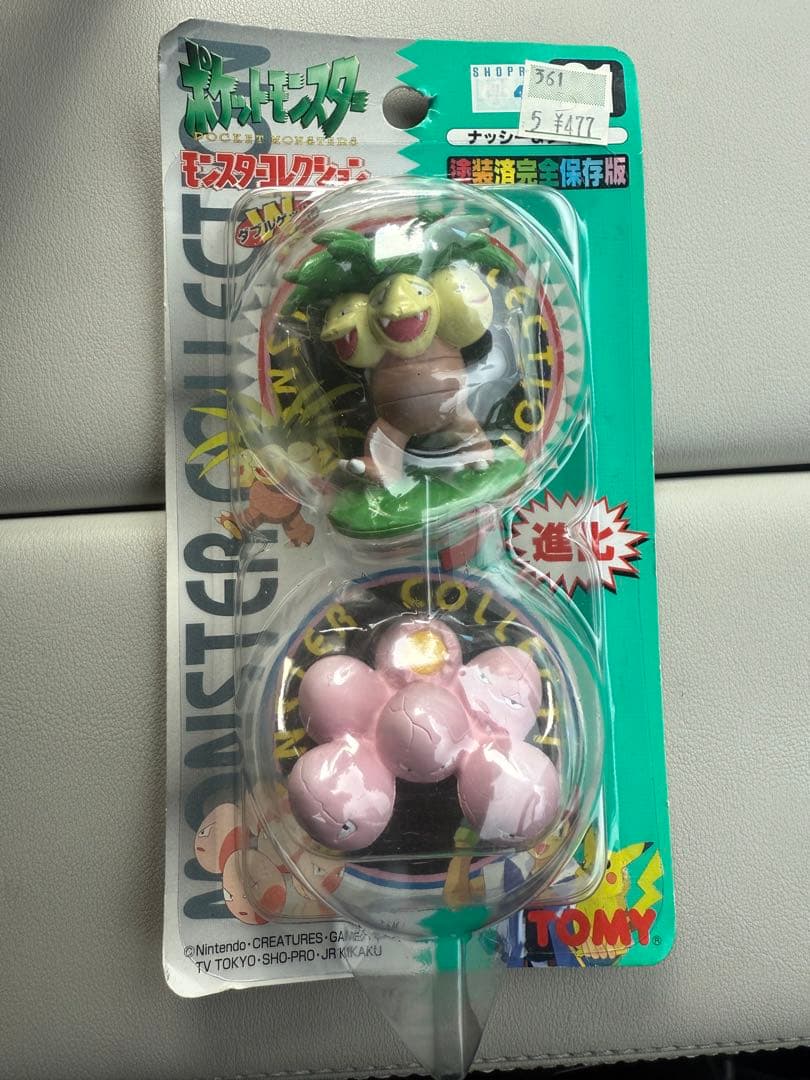 ポケットモンスター
POCKET MONSTERS
モンスターコレクション
W
ダブルゲット
SHOPR
361
5 ¥477
ナッシー
塗装済完全保存版
MONSTER COLLECTION
進化
MONSTER COLLECTION
TOMY®
©Nintendo・CREATURES・GAME
TV TOKYO・SHO-PRO・JR KIKAKU